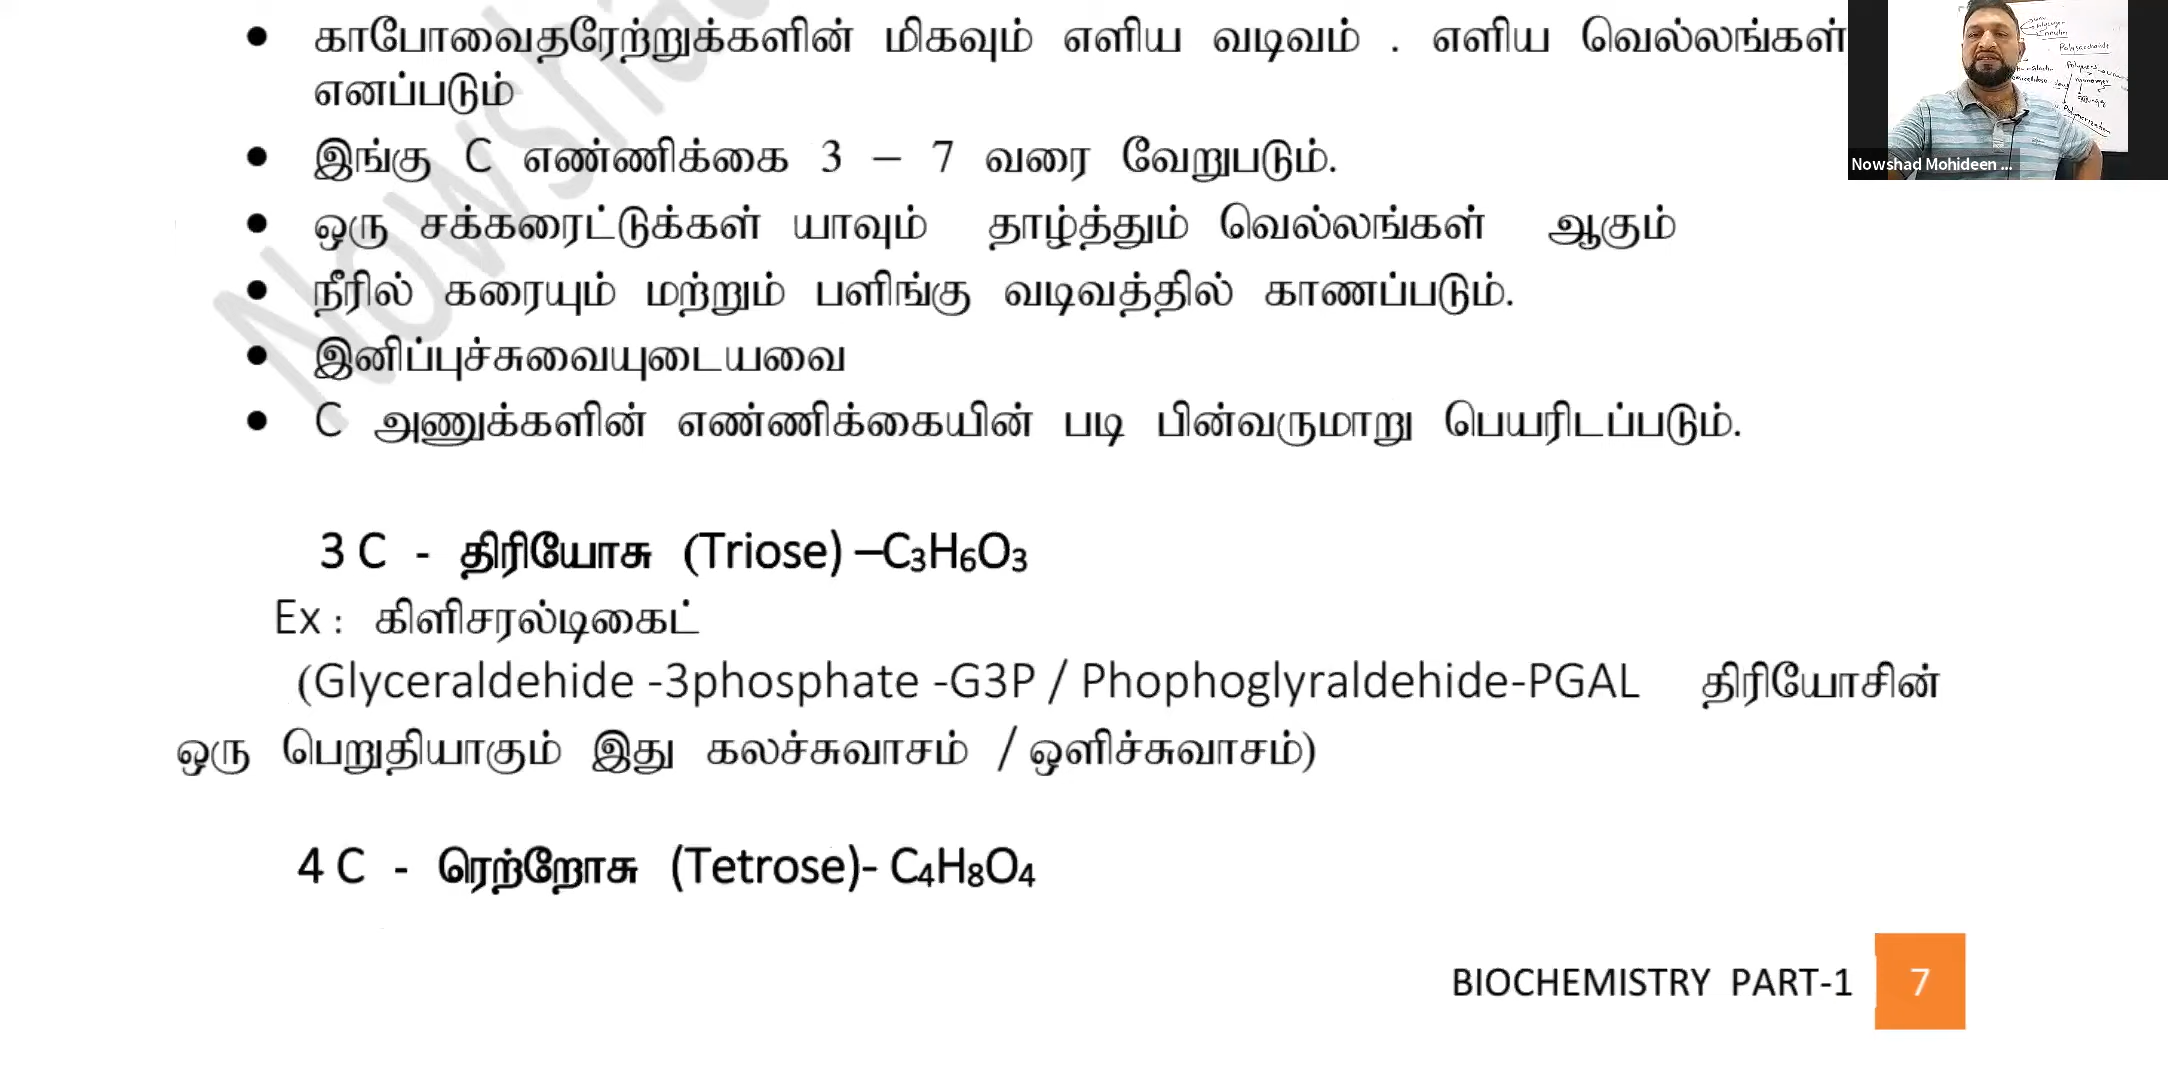 • காபோவைதரேற்றுக்களின் மிகவும் எளிய வடிவம் . எளிய வெல்லங்கள்
எனப்படும்
• இங்கு C எண்ணிக்கை 3 – 7 வரை வேறுபடும்.
• ஒரு சக்கரைட்டுக்கள் யாவும் தாழ்த்தும் வெல்லங்கள் ஆகும்
• நீரில் கரையும் மற்றும் பளிங்கு வடிவத்தில் காணப்படும்.
• இனிப்புச்சுவையுடையவை
• C அணுக்களின் எண்ணிக்கையின் படி பின்வருமாறு பெயரிடப்படும்.
3 C - திரியோசு (Triose) –C₃H₆O₃
Ex : கிளிசரல்டிகைட்
(Glyceraldehide -3phosphate -G3P / Phophoglyraldehide-PGAL திரியோசின்
ஒரு பெறுதியாகும் இது கலச்சுவாசம் / ஒளிச்சுவாசம்)
4 C - ரெற்றோசு (Tetrose)- C₄H₈O₄
BIOCHEMISTRY PART-1 7
Nowshad Mohideen ...
Polysaccharide
Polymerization